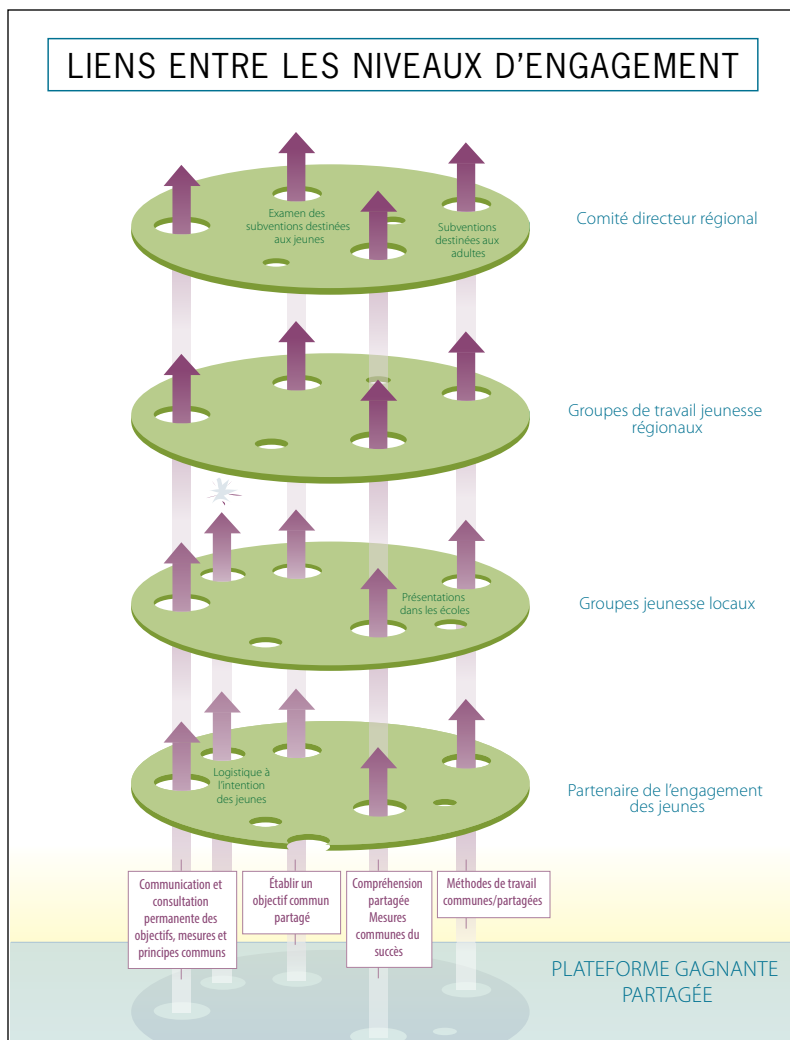 LIENS ENTRE LES NIVEAUX D'ENGAGEMENT
Examen des
subventions destinées
aux jeunes
Subventions
destinées aux
adultes
Comité directeur régional
Groupes de travail jeunesse
régionaux
Présentations
dans les écoles
Groupes jeunesse locaux
Logistique à
l'intention
des jeunes
Partenaire de l'engagement
des jeunes
Communication et
consultation
permanente des
objectifs, mesures et
principes communs
Établir un
objectif commun
partagé
Compréhension
partagée
Mesures
communes du
succès
Méthodes de travail
communes/partagées
PLATEFORME GAGNANTE
PARTAGÉE